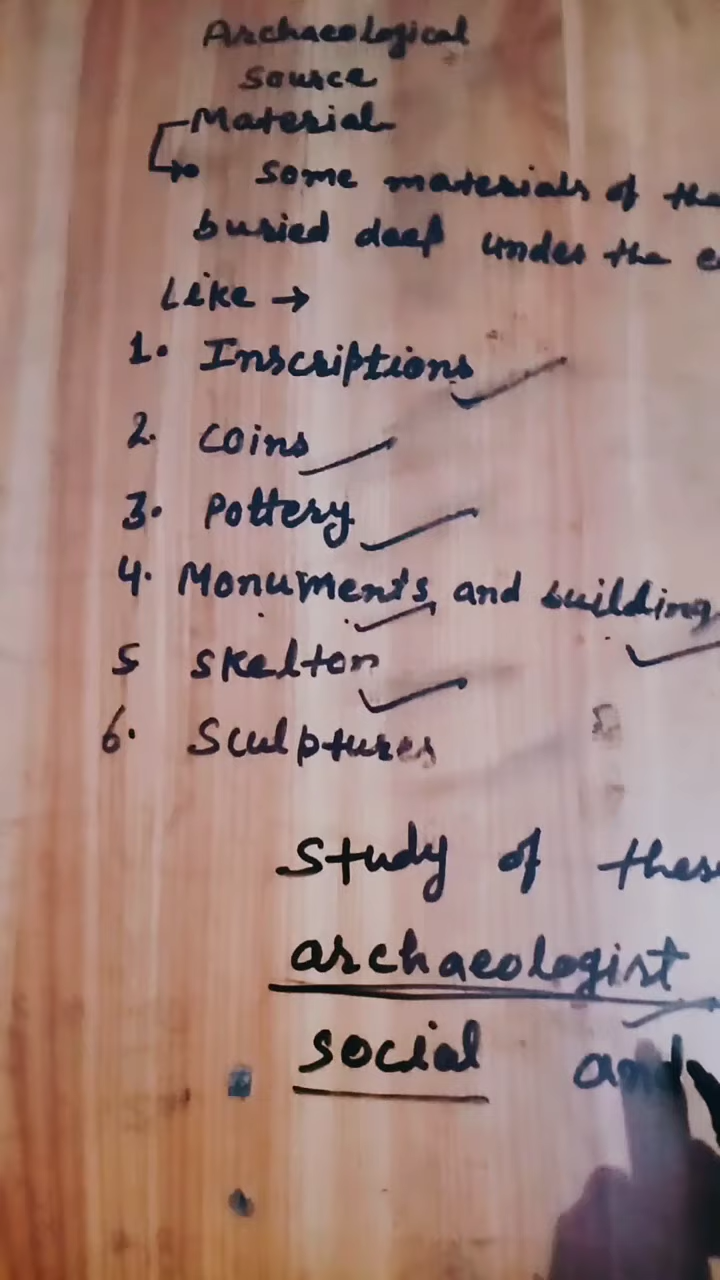 Archaeological
Source
Material
some materials of the
buried deep under the
Like →
1. Inscriptions
2. coins
3. Pottery
4. Monuments and building
5 Skelton
6. Sculptures
Study of these
archaeologist
social and